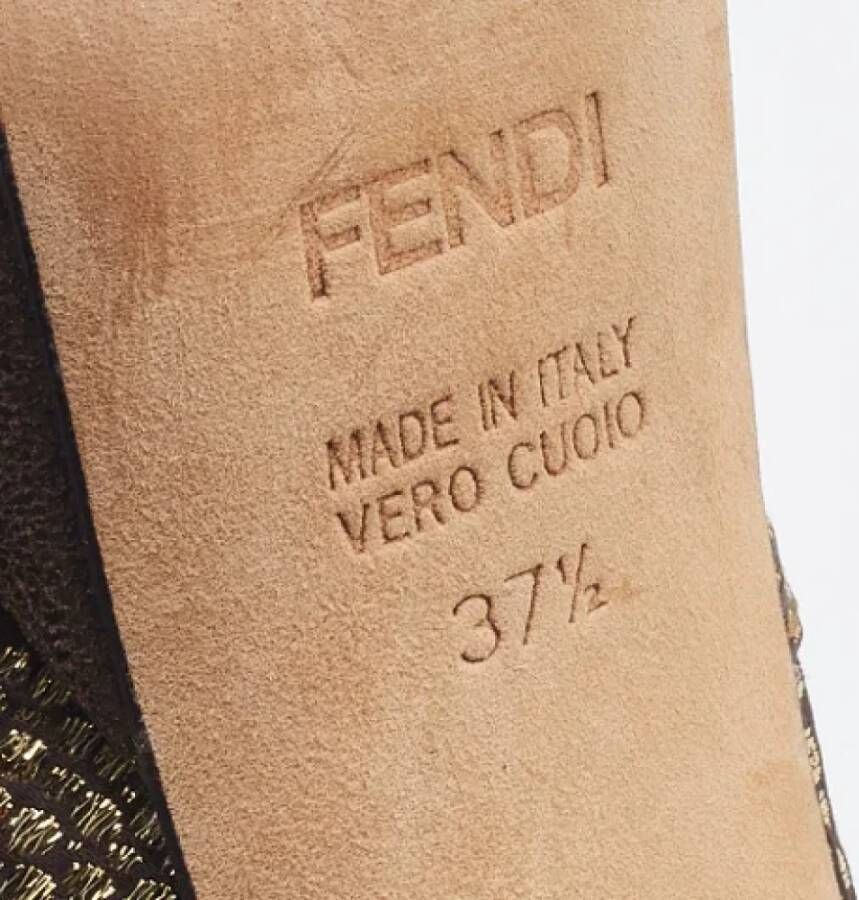 FENDI
MADE IN ITALY
VERO CUOIO
37½